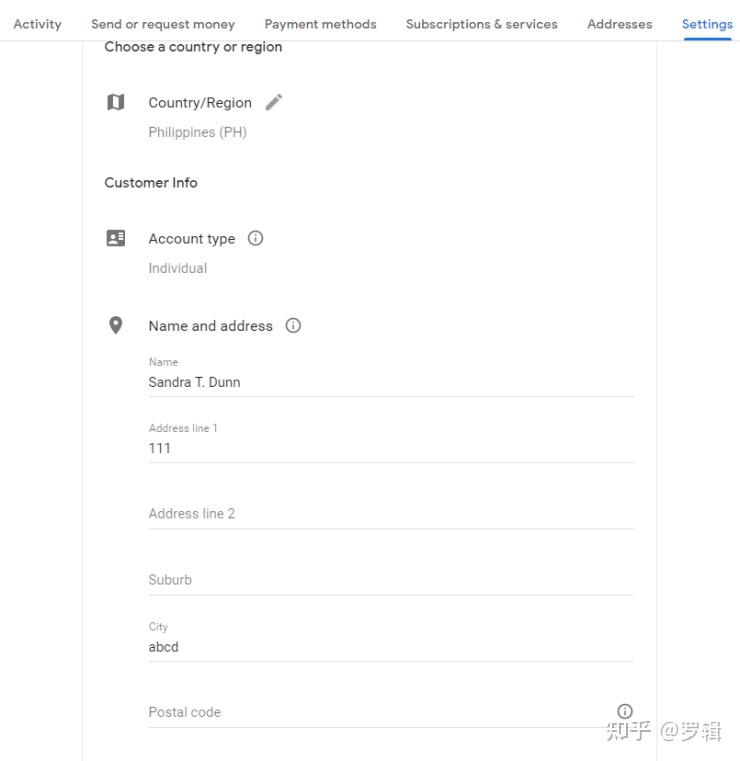 Activity Send or request money Payment methods Subscriptions & services Addresses Settings
Choose a country or region
Country/Region
Philippines (PH)
Customer Info
Account type
Individual
Name and address
Name
Sandra T. Dunn
Address line 1
111
Address line 2
Suburb
City
abcd
Postal code
知乎 @罗辑